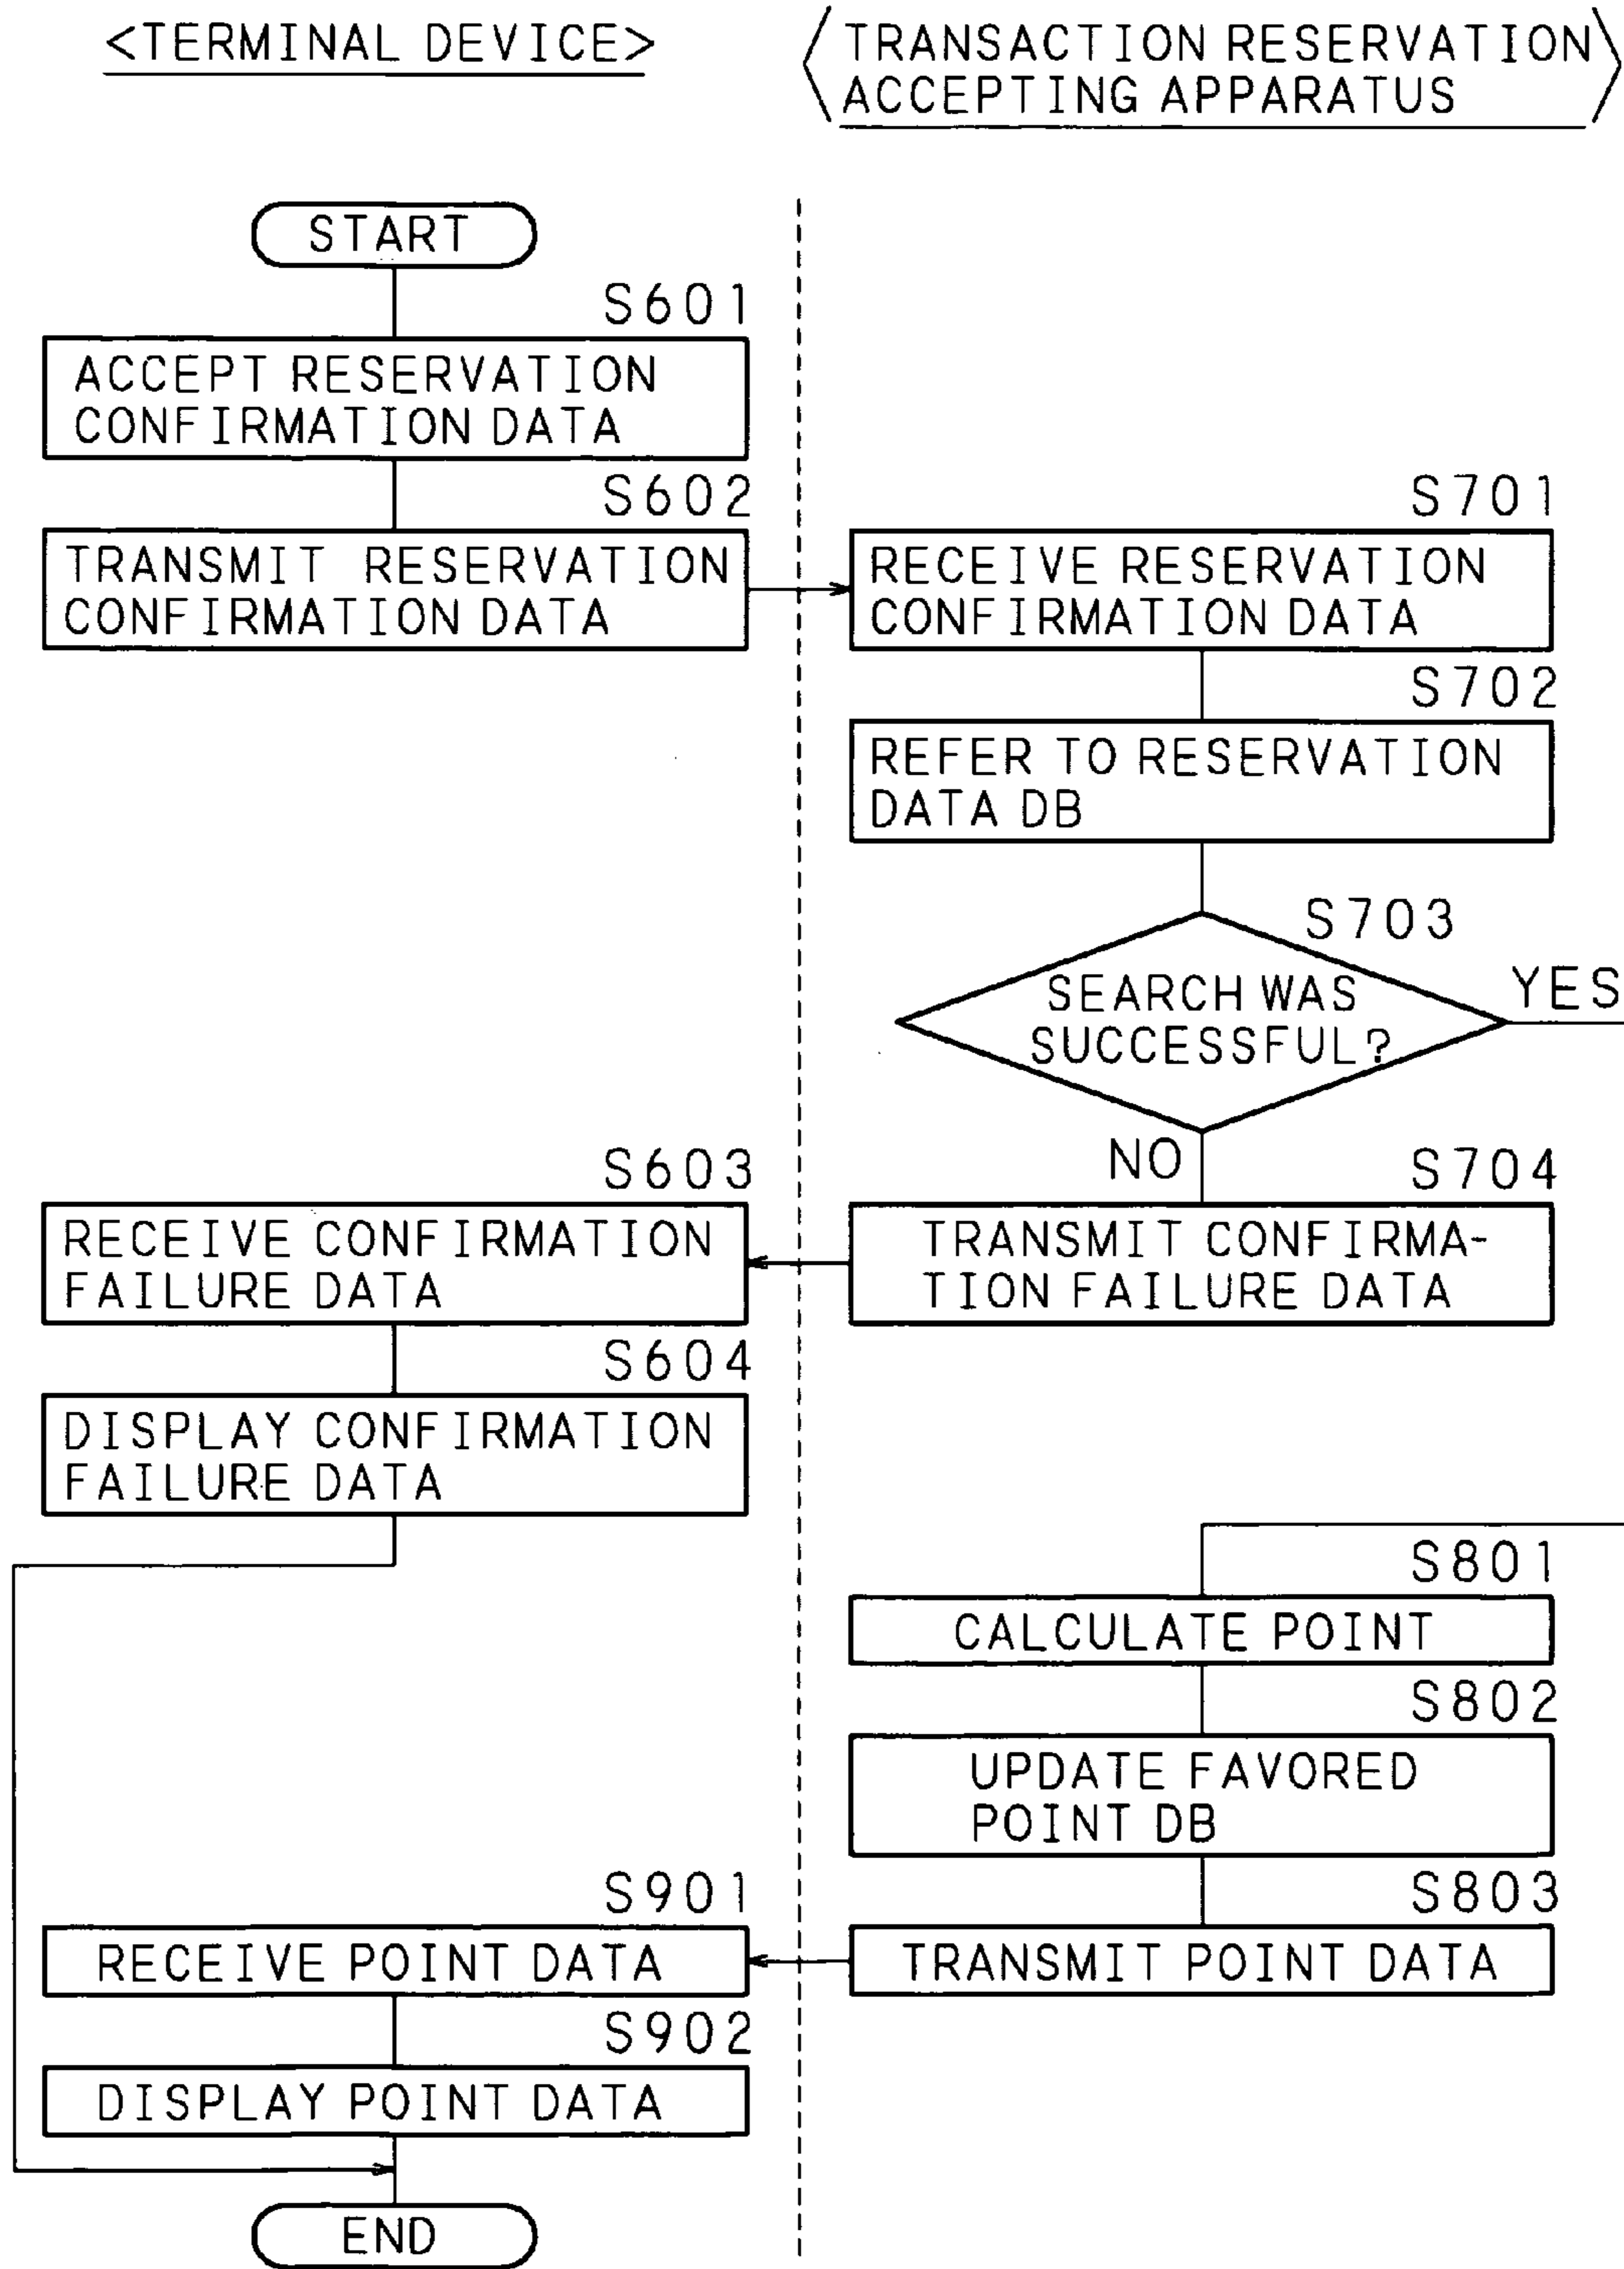 <TERMINAL DEVICE>
<TRANSACTION RESERVATION
ACCEPTING APPARATUS>
START
S601
ACCEPT RESERVATION
CONFIRMATION DATA
S602
TRANSMIT RESERVATION
CONFIRMATION DATA
S701
RECEIVE RESERVATION
CONFIRMATION DATA
S702
REFER TO RESERVATION
DATA DB
S703
SEARCH WAS
SUCCESSFUL?
YES
NO
S704
TRANSMIT CONFIRMA-
TION FAILURE DATA
S603
RECEIVE CONFIRMATION
FAILURE DATA
S604
DISPLAY CONFIRMATION
FAILURE DATA
S801
CALCULATE POINT
S802
UPDATE FAVORED
POINT DB
S803
TRANSMIT POINT DATA
S901
RECEIVE POINT DATA
S902
DISPLAY POINT DATA
END